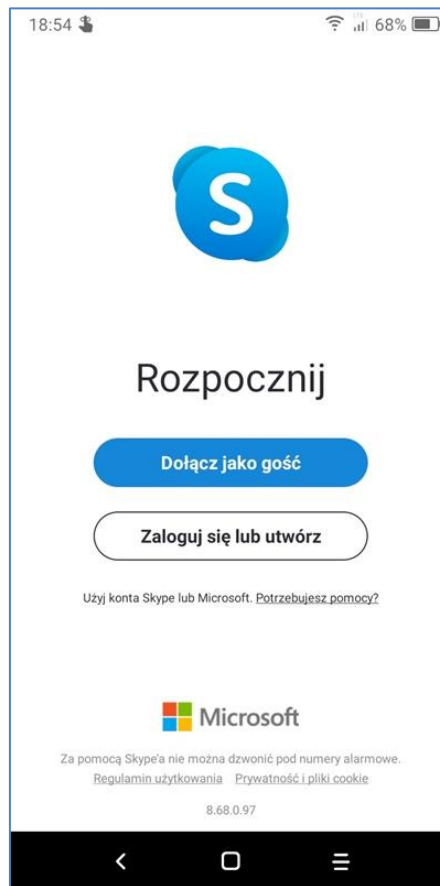 18:54 68%
S
Rozpocznij
Dołącz jako gość
Zaloguj się lub utwórz
Użyj konta Skype lub Microsoft. Potrzebujesz pomocy?
Microsoft
Za pomocą Skype'a nie można dzwonić pod numery alarmowe.
Regulamin użytkowania Prywatność i pliki cookie
8.68.0.97